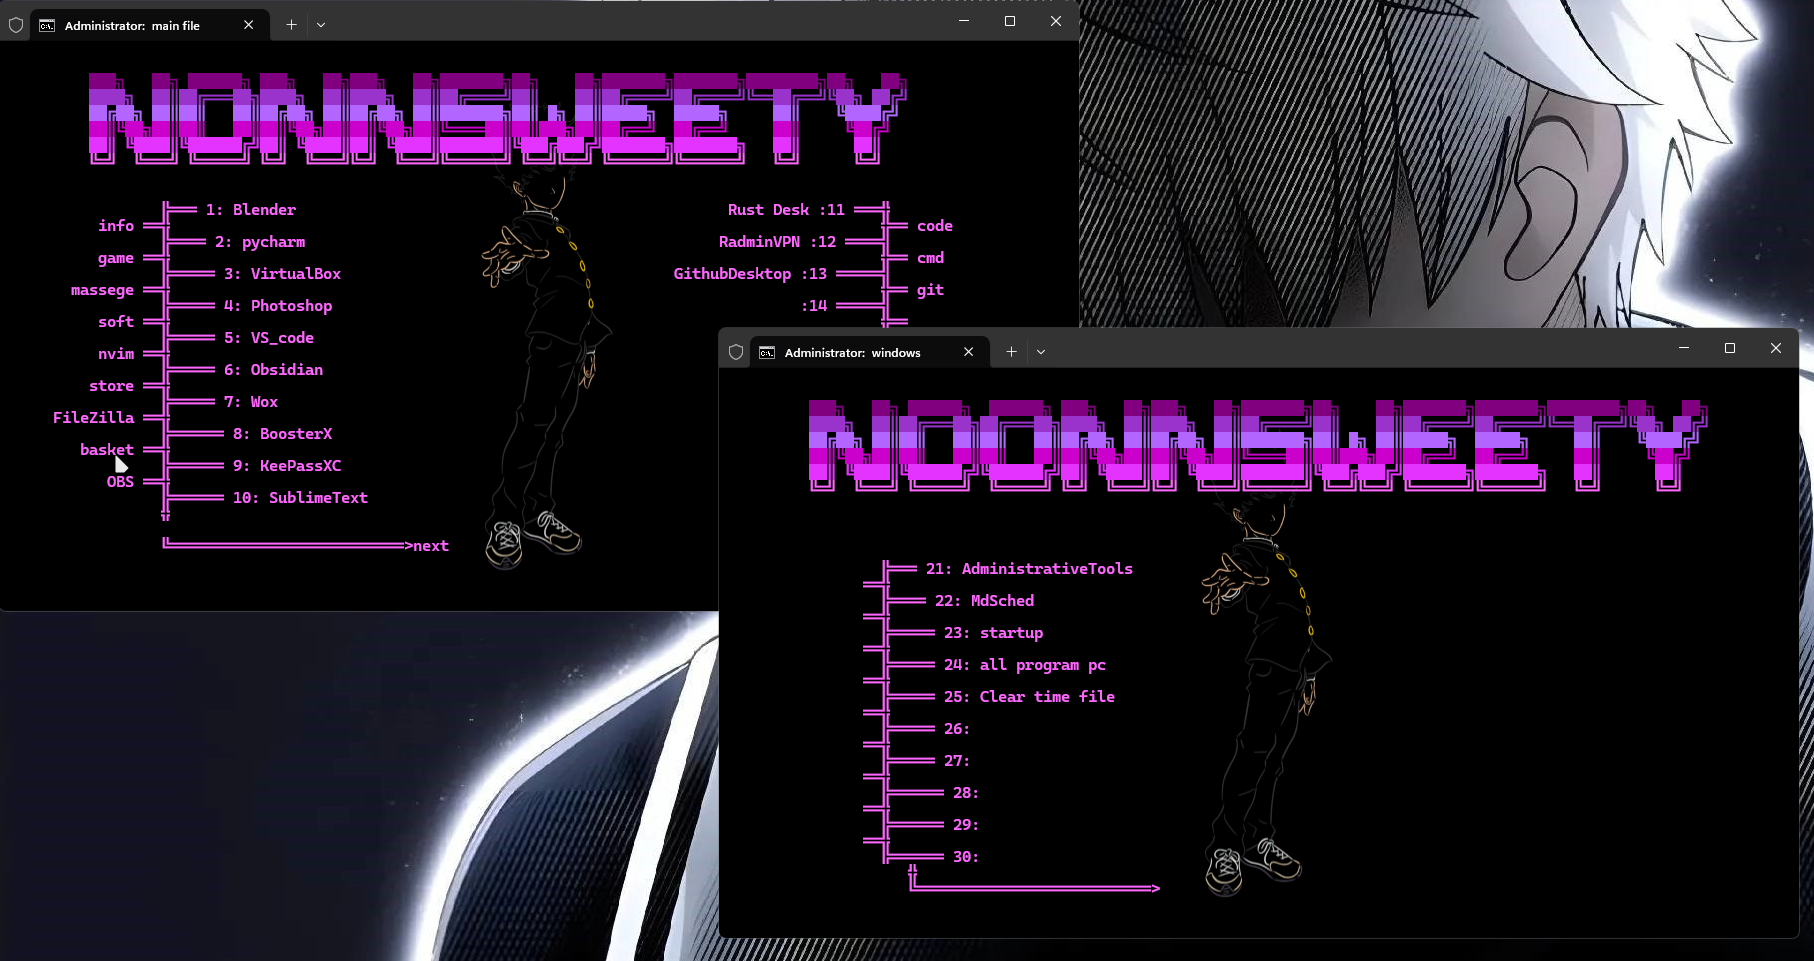 Administrator: main file
NONNSWEETY
1: Blender
info
2: pycharm
game
3: VirtualBox
massege
4: Photoshop
soft
5: VS_code
nvim
6: Obsidian
store
7: Wox
FileZilla
8: BoosterX
basket
9: KeePassXC
OBS
10: SublimeText
>next
Rust Desk :11
code
RadminVPN :12
cmd
GithubDesktop :13
git
:14
Administrator: windows
NOONNSWEETY
21: AdministrativeTools
22: MdSched
23: startup
24: all program pc
25: Clear time file
26:
27:
28:
29:
30:
>